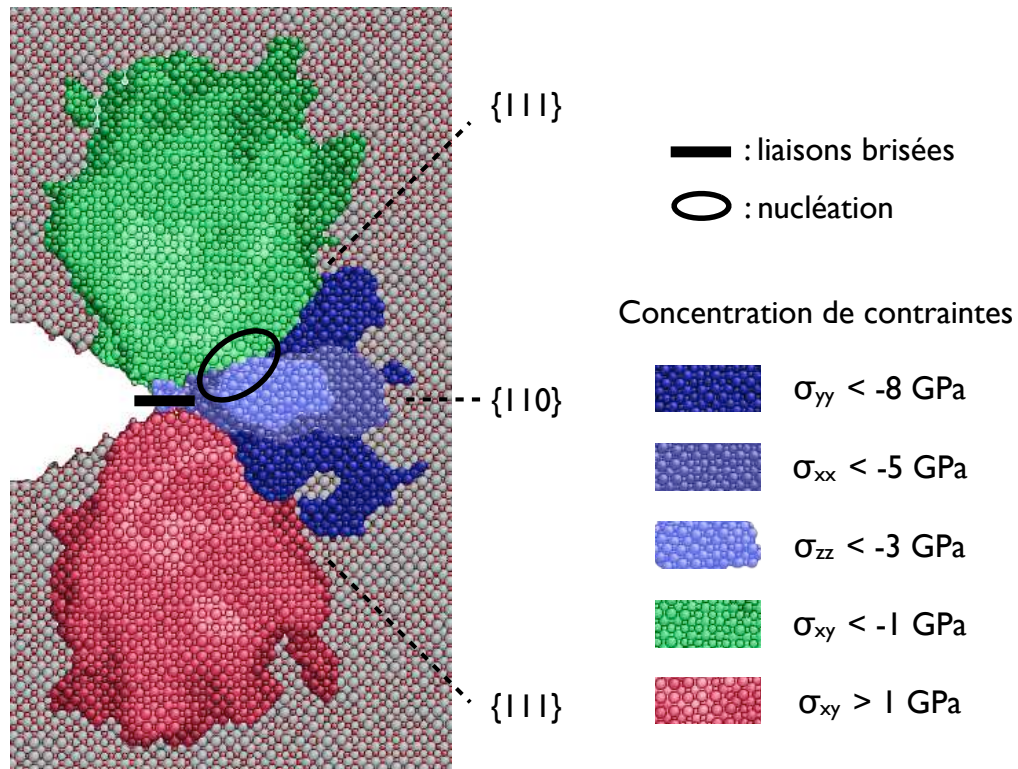 {111}
{110}
{111}
: liaisons brisées
: nucléation
Concentration de contraintes
σyy < -8 GPa
σxx < -5 GPa
σzz < -3 GPa
σxy < -1 GPa
σxy > 1 GPa